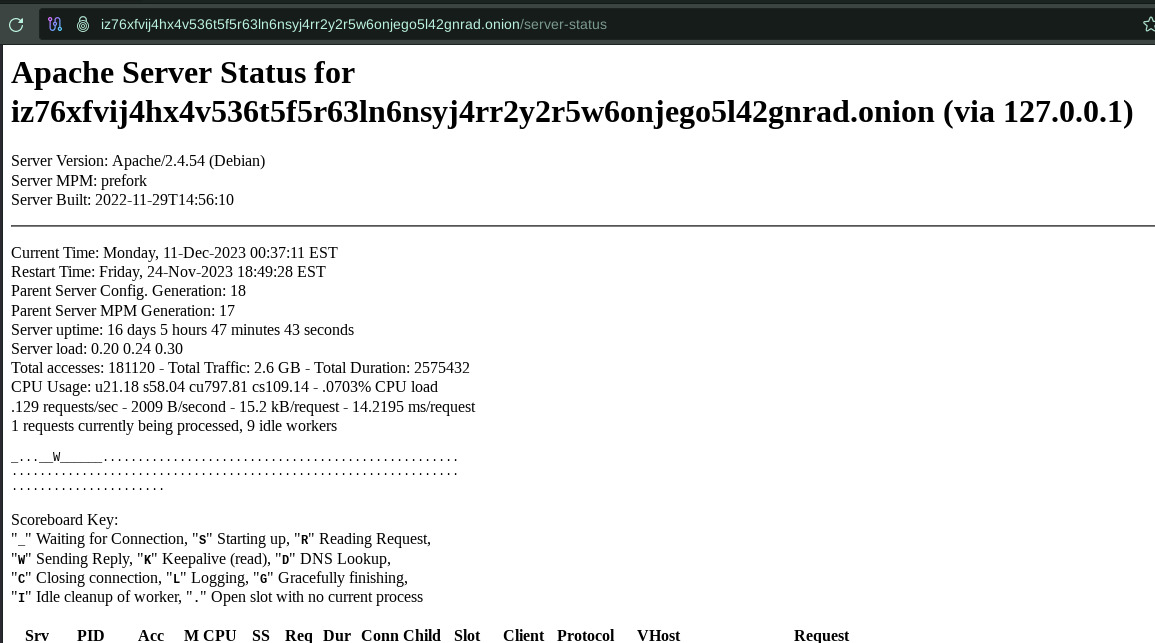 iz76xfvij4hx4v536t5f5r63ln6nsyj4rr2y2r5w6onjego5l42gnrad.onion/server-status
Apache Server Status for
iz76xfvij4hx4v536t5f5r63ln6nsyj4rr2y2r5w6onjego5l42gnrad.onion (via 127.0.0.1)
Server Version: Apache/2.4.54 (Debian)
Server MPM: prefork
Server Built: 2022-11-29T14:56:10
Current Time: Monday, 11-Dec-2023 00:37:11 EST
Restart Time: Friday, 24-Nov-2023 18:49:28 EST
Parent Server Config. Generation: 18
Parent Server MPM Generation: 17
Server uptime: 16 days 5 hours 47 minutes 43 seconds
Server load: 0.20 0.24 0.30
Total accesses: 181120 - Total Traffic: 2.6 GB - Total Duration: 2575432
CPU Usage: u21.18 s58.04 cu797.81 cs109.14 - .0703% CPU load
.129 requests/sec - 2009 B/second - 15.2 kB/request - 14.2195 ms/request
1 requests currently being processed, 9 idle workers
_...__W______...................................................
................................................................
......................
Scoreboard Key:
"_" Waiting for Connection, "S" Starting up, "R" Reading Request,
"W" Sending Reply, "K" Keepalive (read), "D" DNS Lookup,
"C" Closing connection, "L" Logging, "G" Gracefully finishing,
"I" Idle cleanup of worker, "." Open slot with no current process
Srv PID Acc M CPU SS Req Dur Conn Child Slot Client Protocol VHost Request